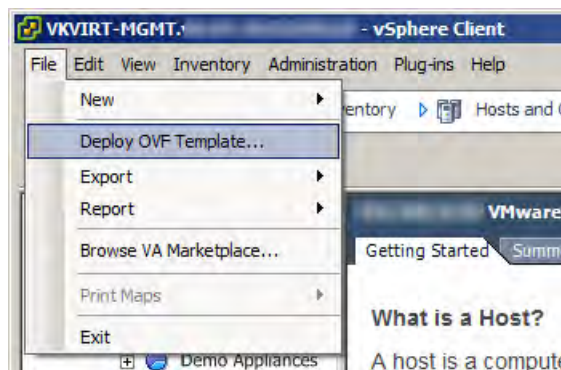 VKVIRT-MGMT. - vSphere Client
File Edit View Inventory Administration Plug-ins Help
New
Deploy OVF Template...
Export
Report
Browse VA Marketplace...
Print Maps
Exit
entory Hosts and
VMware
Getting Started Summ
What is a Host?
Demo Appliances A host is a compute